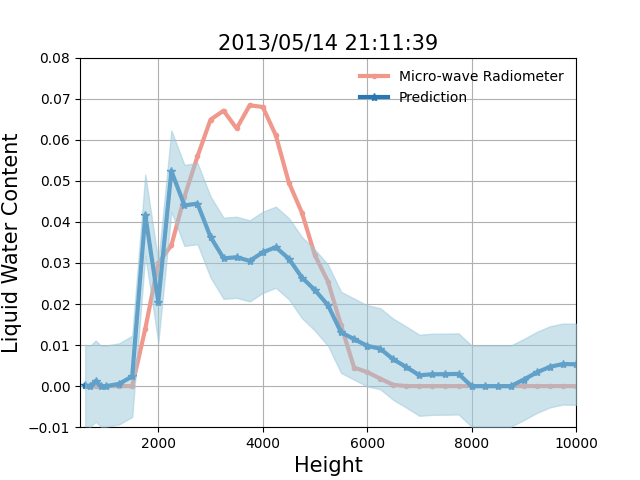 2013/05/14 21:11:39
Micro-wave Radiometer
Prediction
Liquid Water Content
0.08
0.07
0.06
0.05
0.04
0.03
0.02
0.01
0.00
−0.01
2000 4000 6000 8000 10000
Height